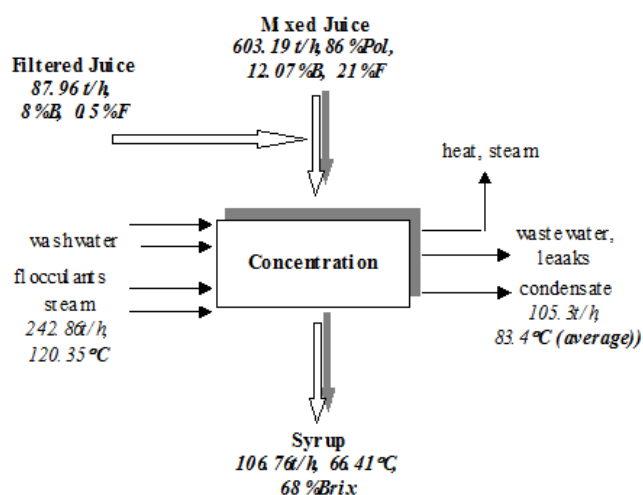 Mixed Juice
603.19 t/h, 86 %Pol,
12.07%B, 21 %F
Filtered Juice
87.96 t/h,
8 %B, 0.5 %F
heat, steam
washwater
flocculants
steam
242.86t/h,
120.35°C
Concentration
wastewater,
leaaks
condensate
105.3t/h,
83.4°C (average))
Syrup
106.76t/h, 66.41°C,
68 %Brix